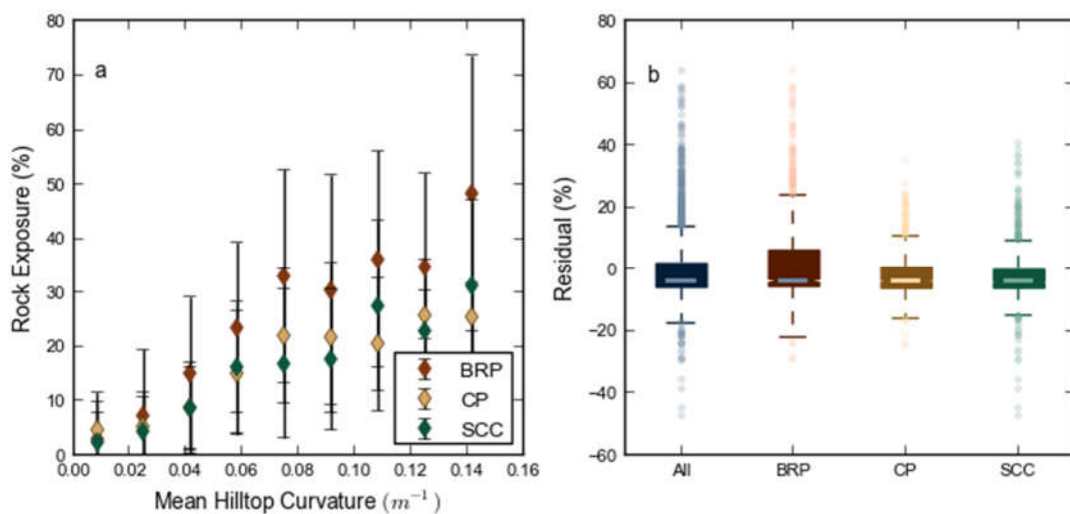 80
70
60
50
40
30
20
10
0
Rock Exposure (%)
a
BRP
CP
SCC
0.00 0.02 0.04 0.06 0.08 0.10 0.12 0.14 0.16
Mean Hilltop Curvature (m⁻¹)
80
60
40
20
0
−20
−40
−60
Residual (%)
b
All BRP CP SCC